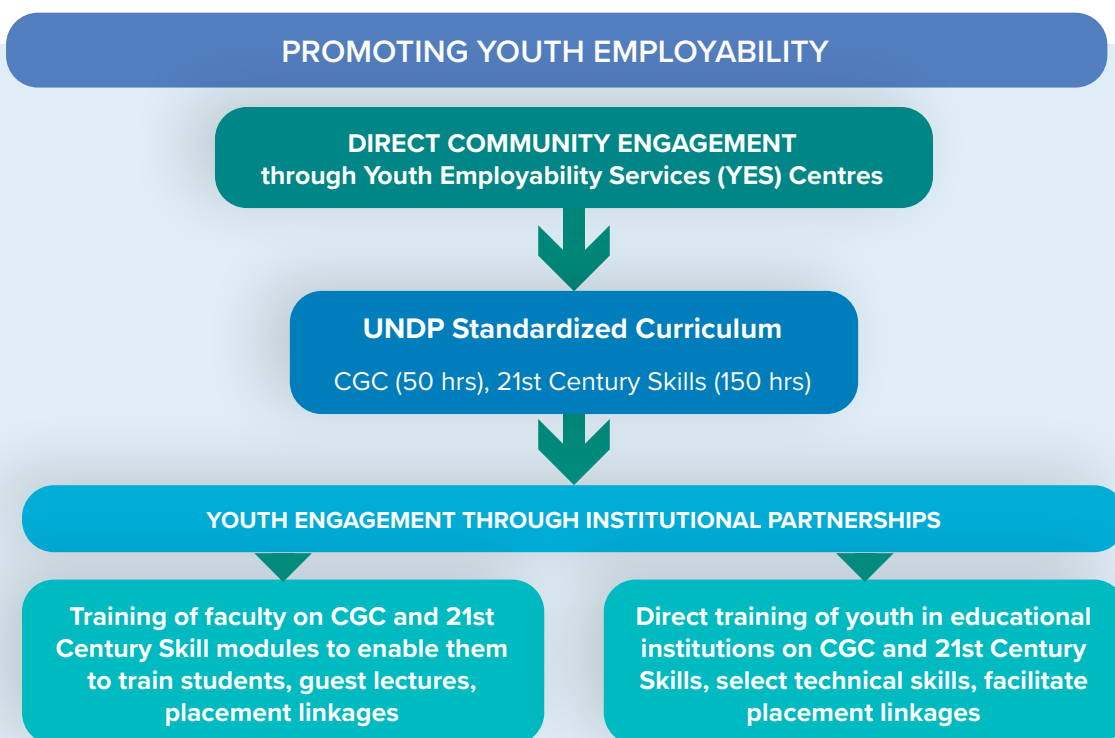 PROMOTING YOUTH EMPLOYABILITY
DIRECT COMMUNITY ENGAGEMENT
through Youth Employability Services (YES) Centres
UNDP Standardized Curriculum
CGC (50 hrs), 21st Century Skills (150 hrs)
YOUTH ENGAGEMENT THROUGH INSTITUTIONAL PARTNERSHIPS
Training of faculty on CGC and 21st
Century Skill modules to enable them
to train students, guest lectures,
placement linkages
Direct training of youth in educational
institutions on CGC and 21st Century
Skills, select technical skills, facilitate
placement linkages